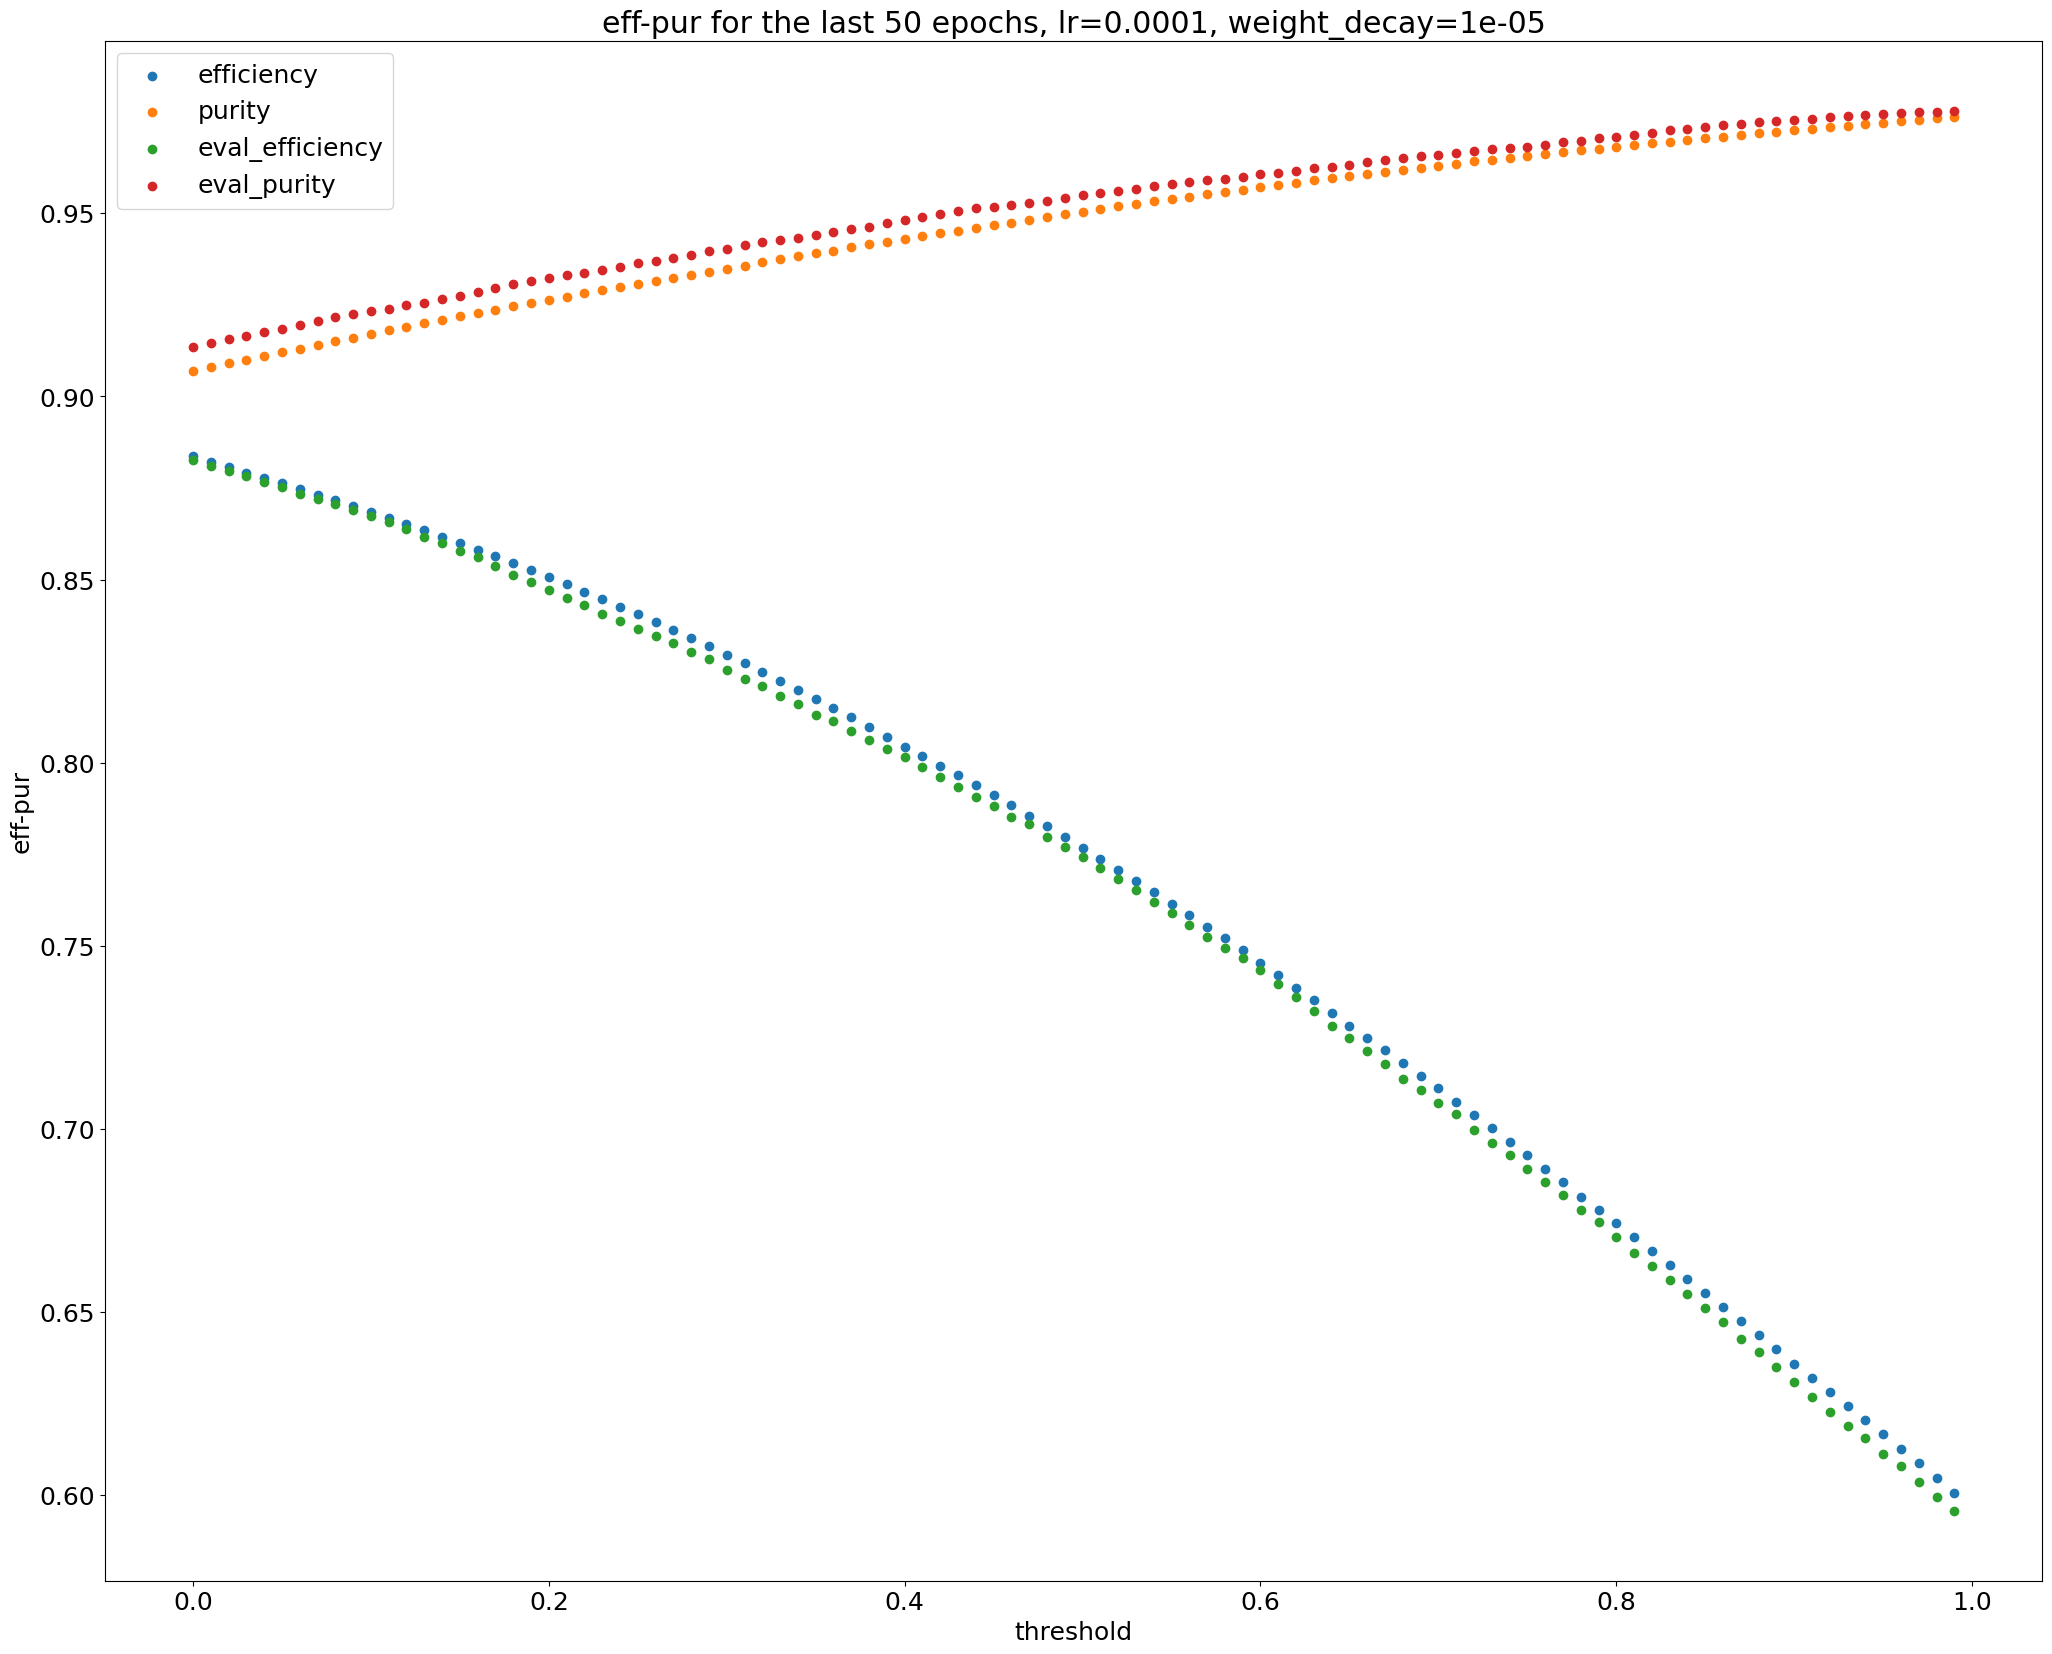 eff-pur for the last 50 epochs, lr=0.0001, weight_decay=1e-05
efficiency
purity
eval_efficiency
eval_purity
0.95
0.90
0.85
0.80
0.75
0.70
0.65
0.60
eff-pur
0.0 0.2 0.4 0.6 0.8 1.0
threshold